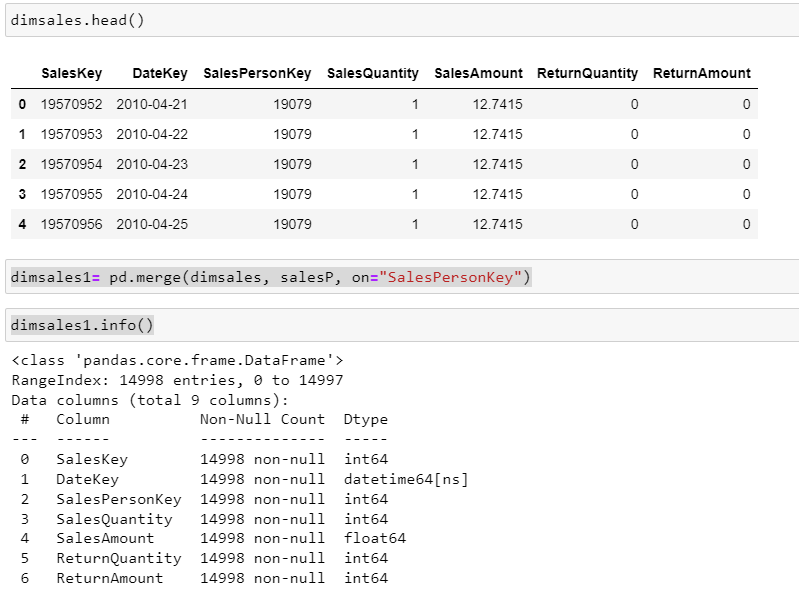 dimsales.head()
SalesKey DateKey SalesPersonKey SalesQuantity SalesAmount ReturnQuantity ReturnAmount
0 19570952 2010-04-21 19079 1 12.7415 0 0
1 19570953 2010-04-22 19079 1 12.7415 0 0
2 19570954 2010-04-23 19079 1 12.7415 0 0
3 19570955 2010-04-24 19079 1 12.7415 0 0
4 19570956 2010-04-25 19079 1 12.7415 0 0
dimsales1= pd.merge(dimsales, salesP, on="SalesPersonKey")
dimsales1.info()
<class 'pandas.core.frame.DataFrame'>
RangeIndex: 14998 entries, 0 to 14997
Data columns (total 9 columns):
# Column Non-Null Count Dtype
--- ------ -------------- -----
0 SalesKey 14998 non-null int64
1 DateKey 14998 non-null datetime64[ns]
2 SalesPersonKey 14998 non-null int64
3 SalesQuantity 14998 non-null int64
4 SalesAmount 14998 non-null float64
5 ReturnQuantity 14998 non-null int64
6 ReturnAmount 14998 non-null int64